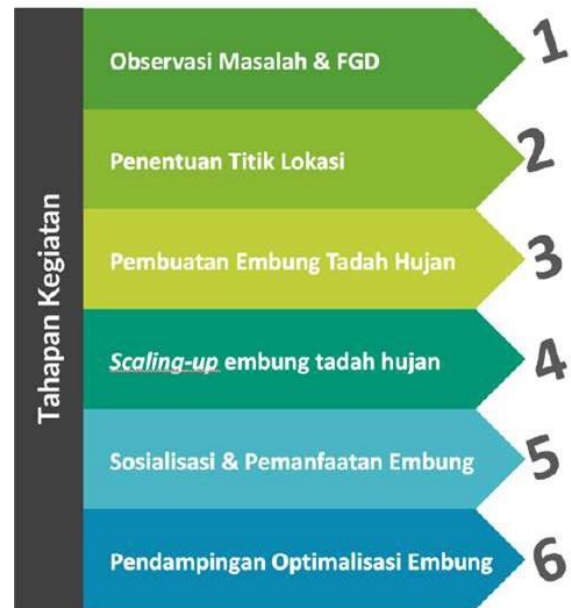 Tahapan Kegiatan
Observasi Masalah & FGD
1
Penentuan Titik Lokasi
2
Pembuatan Embung Tadah Hujan
3
Scaling-up embung tadah hujan
4
Sosialisasi & Pemanfaatan Embung
5
Pendampingan Optimalisasi Embung
6